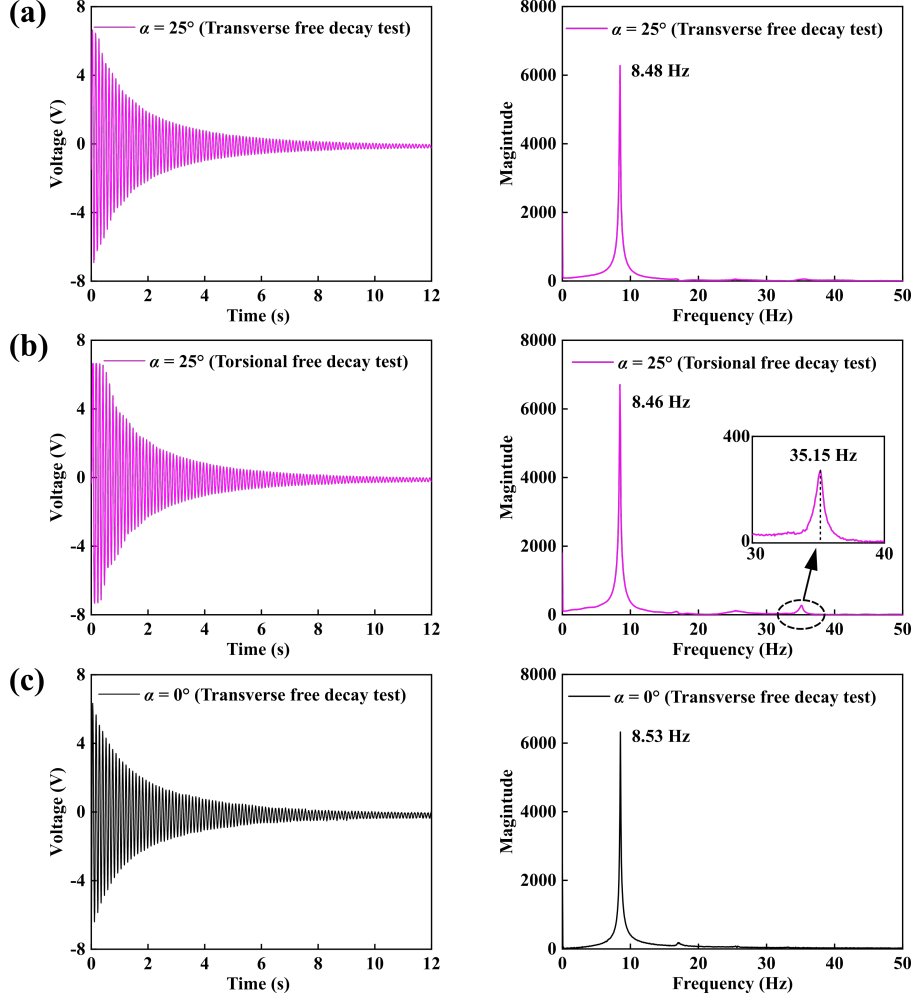 (a)
α = 25° (Transverse free decay test)
8
4
0
-4
-8
Voltage (V)
0 2 4 6 8 10 12
Time (s)
α = 25° (Transverse free decay test)
8.48 Hz
8000
6000
4000
2000
0
Magintude
0 10 20 30 40 50
Frequency (Hz)
(b)
α = 25° (Torsional free decay test)
8
4
0
-4
-8
Voltage (V)
0 2 4 6 8 10 12
Time (s)
α = 25° (Torsional free decay test)
8.46 Hz
400
35.15 Hz
0
30 40
8000
6000
4000
2000
0
Magintude
0 10 20 30 40 50
Frequency (Hz)
(c)
α = 0° (Transverse free decay test)
8
4
0
-4
-8
Voltage (V)
0 2 4 6 8 10 12
Time (s)
α = 0° (Transverse free decay test)
8.53 Hz
8000
6000
4000
2000
0
Magintude
0 10 20 30 40 50
Frequency (Hz)